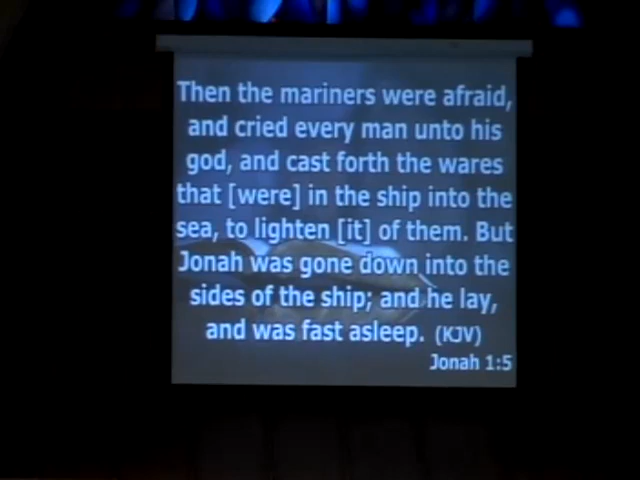 Then the mariners were afraid,
and cried every man unto his
god, and cast forth the wares
that [were] in the ship into the
sea, to lighten [it] of them. But
Jonah was gone down into the
sides of the ship; and he lay,
and was fast asleep. (KJV)
Jonah 1:5